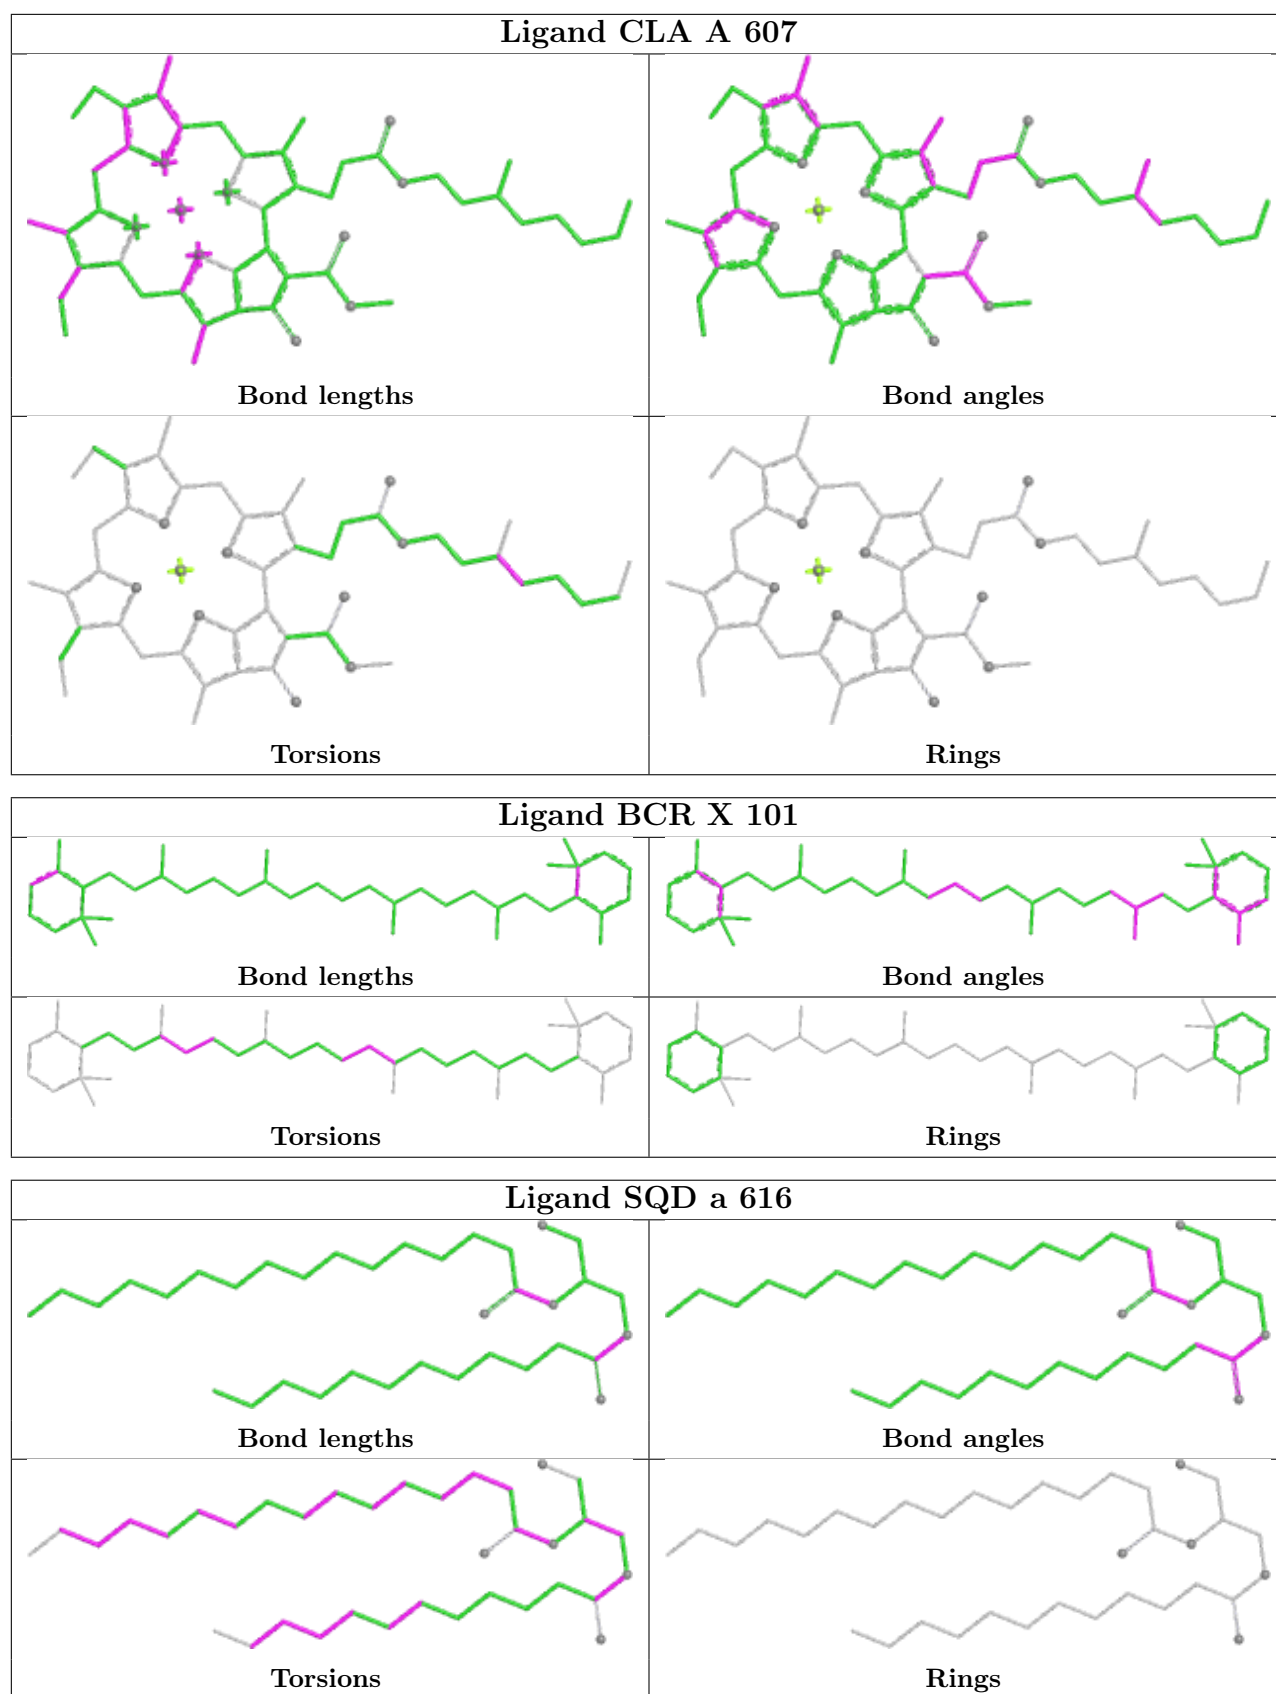 Ligand CLA A 607
Bond lengths
Bond angles
Torsions
Rings
Ligand BCR X 101
Bond lengths
Bond angles
Torsions
Rings
Ligand SQD a 616
Bond lengths
Bond angles
Torsions
Rings